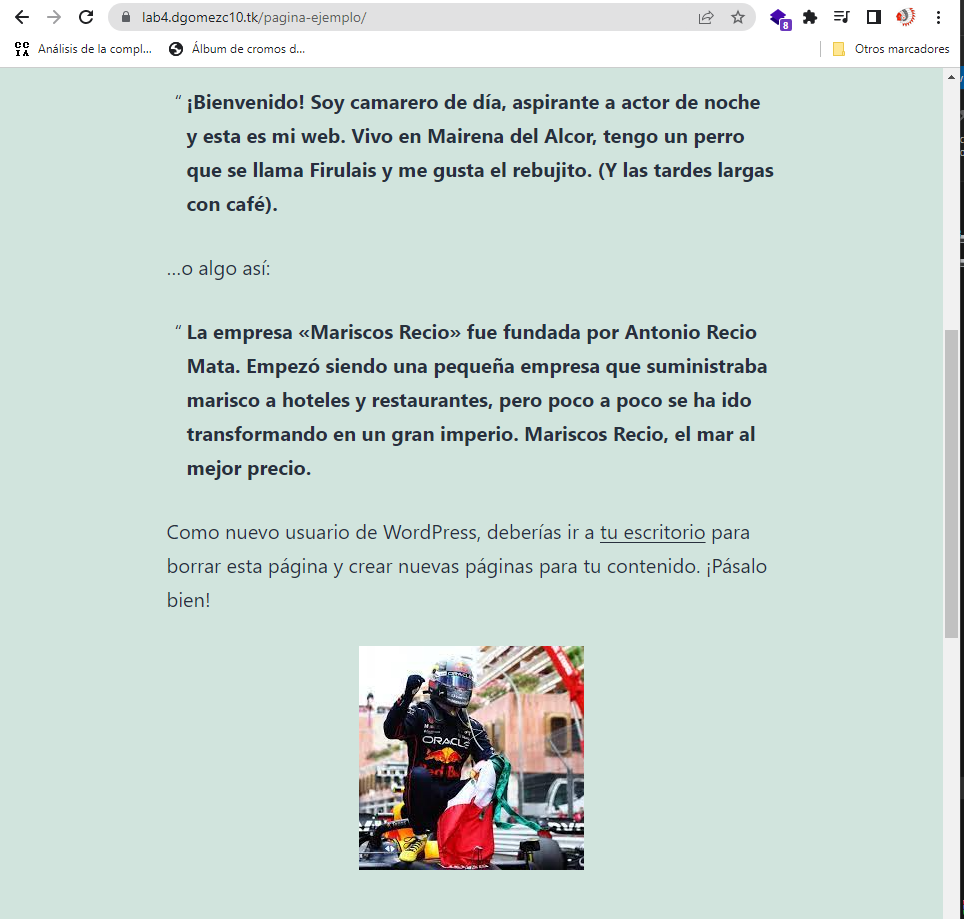 lab4.dgomezc10.tk/pagina-ejemplo/
8
Análisis de la compl...
Álbum de cromos d...
Otros marcadores
“ ¡Bienvenido! Soy camarero de día, aspirante a actor de noche
y esta es mi web. Vivo en Mairena del Alcor, tengo un perro
que se llama Firulais y me gusta el rebujito. (Y las tardes largas
con café).
…o algo así:
“ La empresa «Mariscos Recio» fue fundada por Antonio Recio
Mata. Empezó siendo una pequeña empresa que suministraba
marisco a hoteles y restaurantes, pero poco a poco se ha ido
transformando en un gran imperio. Mariscos Recio, el mar al
mejor precio.
Como nuevo usuario de WordPress, deberías ir a tu escritorio para
borrar esta página y crear nuevas páginas para tu contenido. ¡Pásalo
bien!
ORACLE
Red Bull